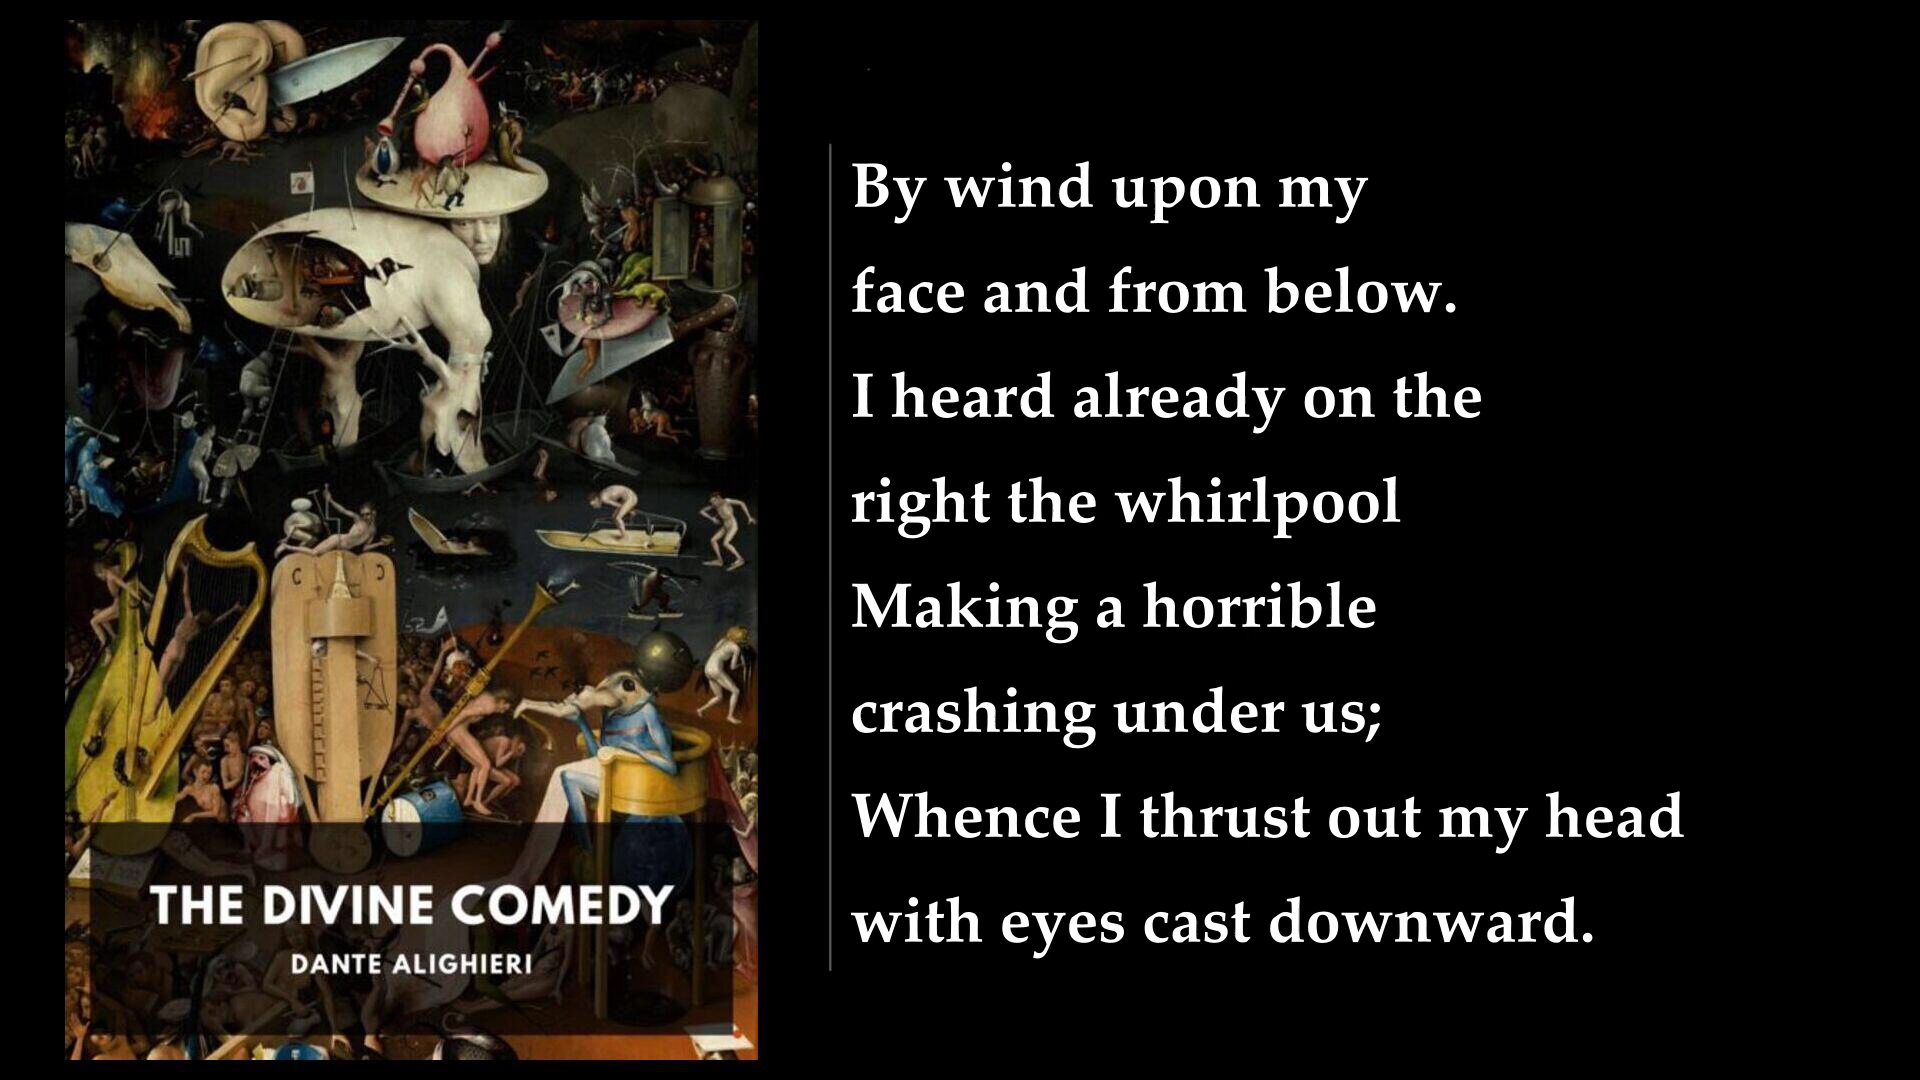 THE DIVINE COMEDY
DANTE ALIGHIERI
By wind upon my
face and from below.
I heard already on the
right the whirlpool
Making a horrible
crashing under us;
Whence I thrust out my head
with eyes cast downward.